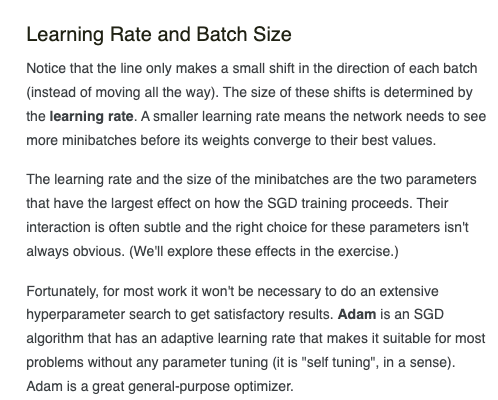 Learning Rate and Batch Size
Notice that the line only makes a small shift in the direction of each batch
(instead of moving all the way). The size of these shifts is determined by
the learning rate. A smaller learning rate means the network needs to see
more minibatches before its weights converge to their best values.
The learning rate and the size of the minibatches are the two parameters
that have the largest effect on how the SGD training proceeds. Their
interaction is often subtle and the right choice for these parameters isn't
always obvious. (We'll explore these effects in the exercise.)
Fortunately, for most work it won't be necessary to do an extensive
hyperparameter search to get satisfactory results. Adam is an SGD
algorithm that has an adaptive learning rate that makes it suitable for most
problems without any parameter tuning (it is "self tuning", in a sense).
Adam is a great general-purpose optimizer.